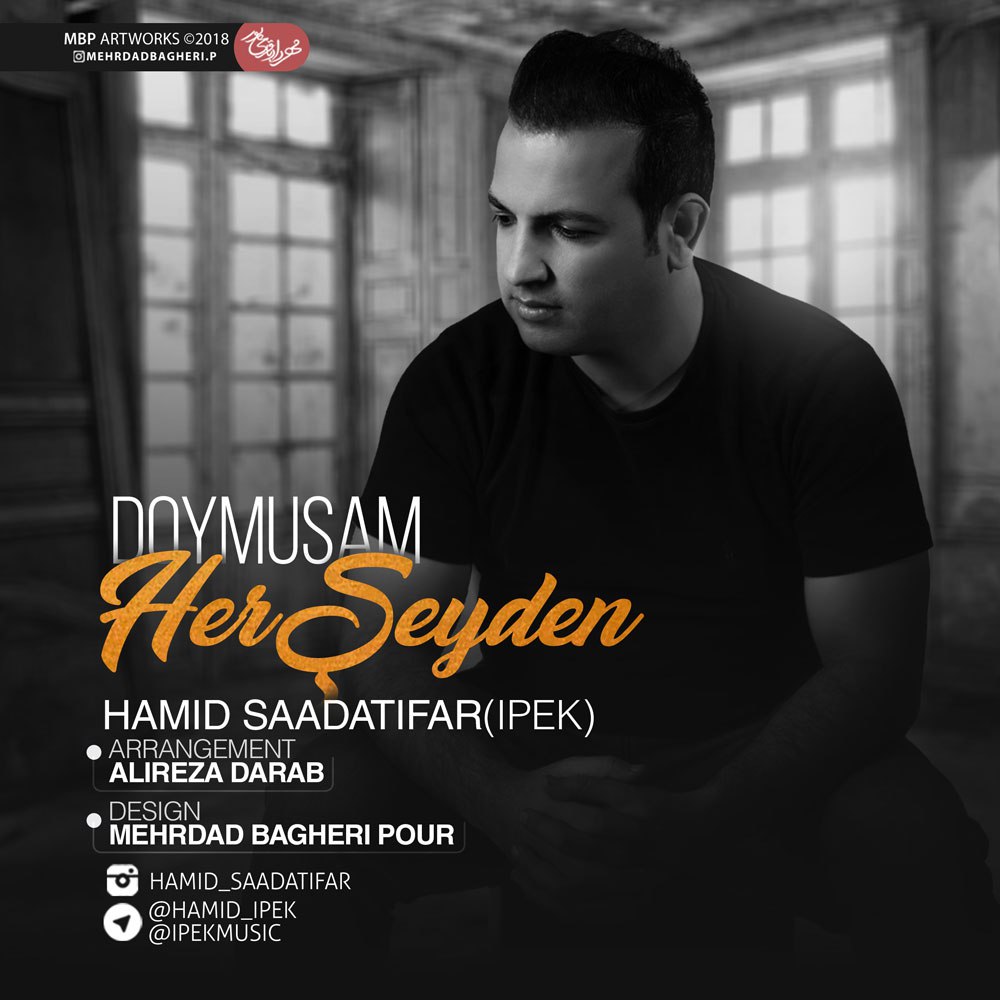 MBP ARTWORKS ©2018
MEHRDADBAGHERI.P
DOYMUSAM
Her Şeyden
HAMID SAADATIFAR(IPEK)
ARRANGEMENT
ALIREZA DARAB
DESIGN
MEHRDAD BAGHERI POUR
HAMID_SAADATIFAR
@HAMID_IPEK
@IPEKMUSIC